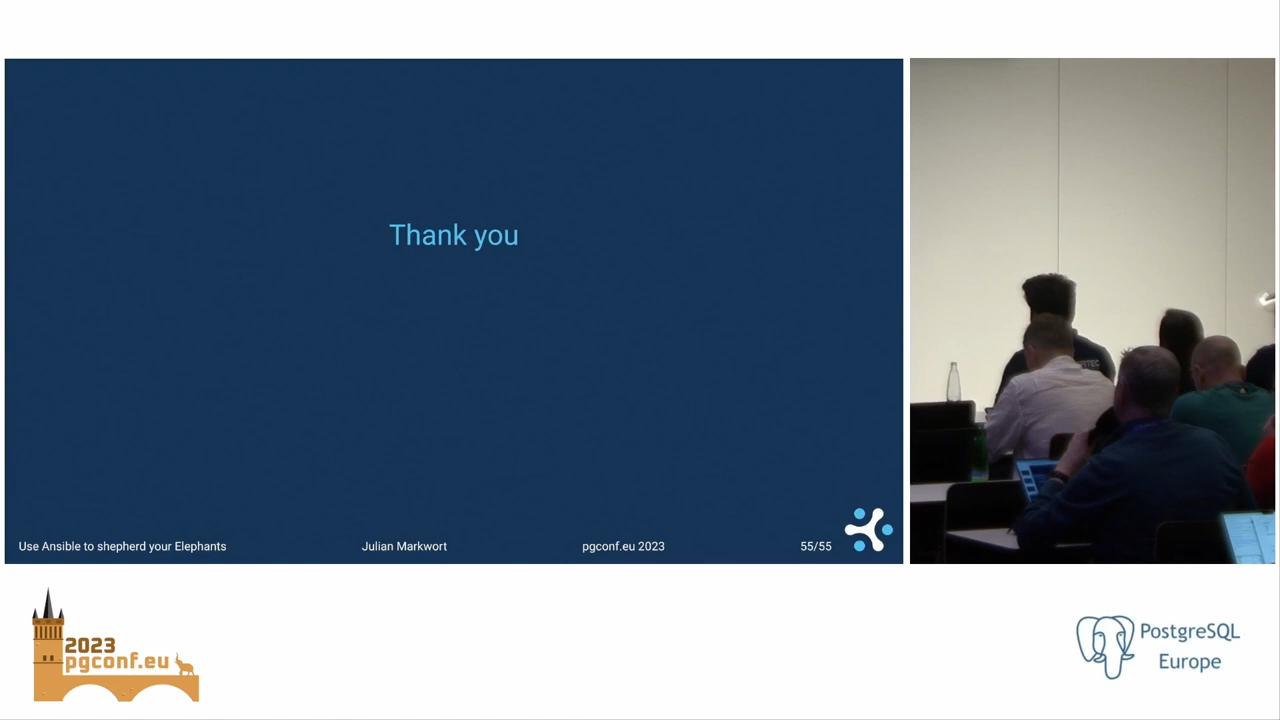 Thank you
Use Ansible to shepherd your Elephants
Julian Markwort
pgconf.eu 2023
55/55
2023
pgconf.eu
PostgreSQL
Europe